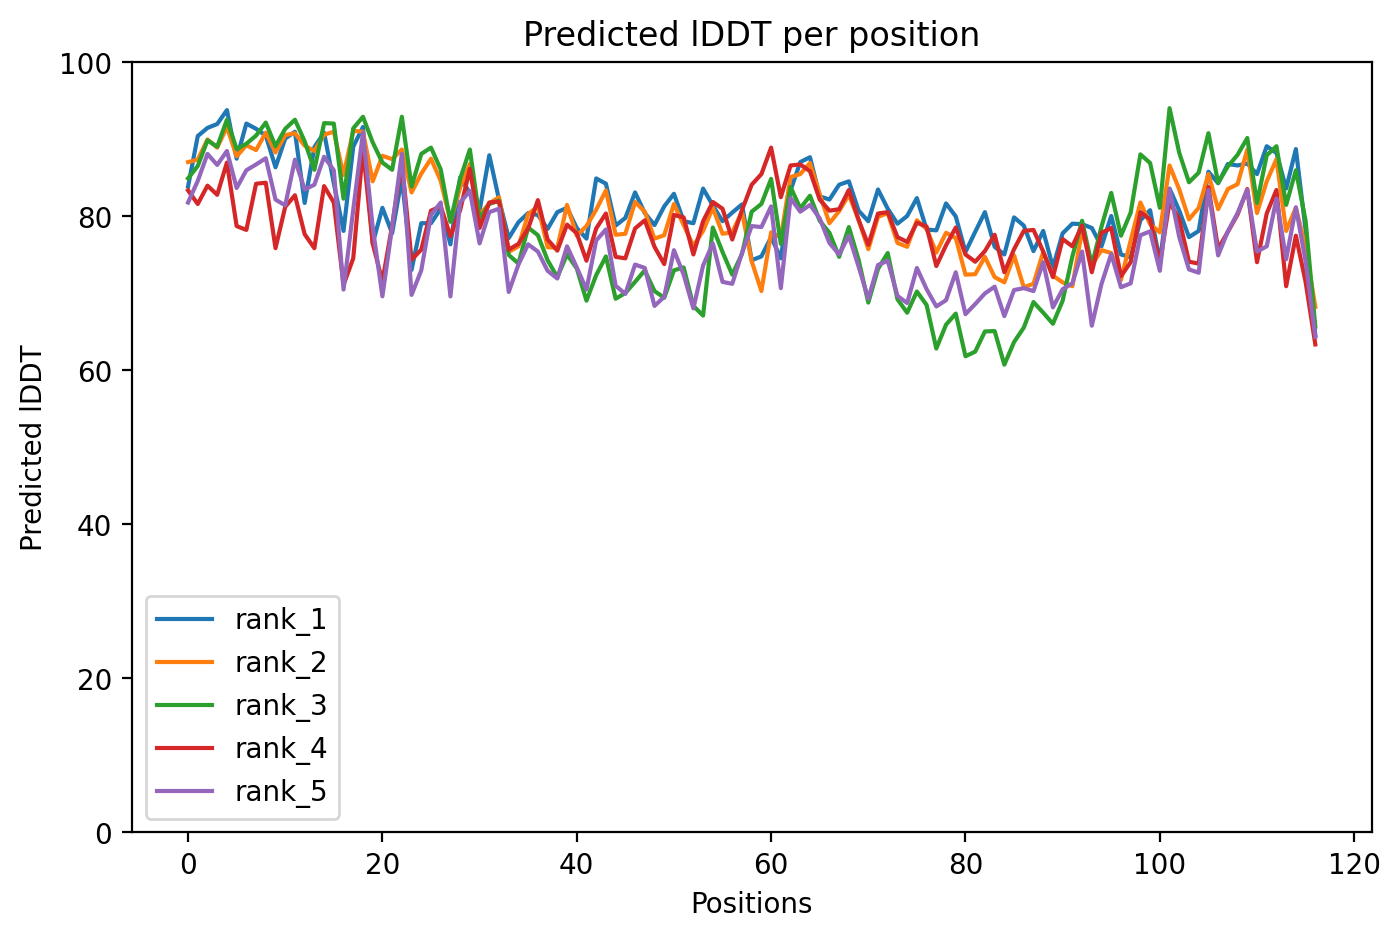 Predicted lDDT per position
100
80
60
40
20
0
Predicted lDDT
rank_1
rank_2
rank_3
rank_4
rank_5
0 20 40 60 80 100 120
Positions